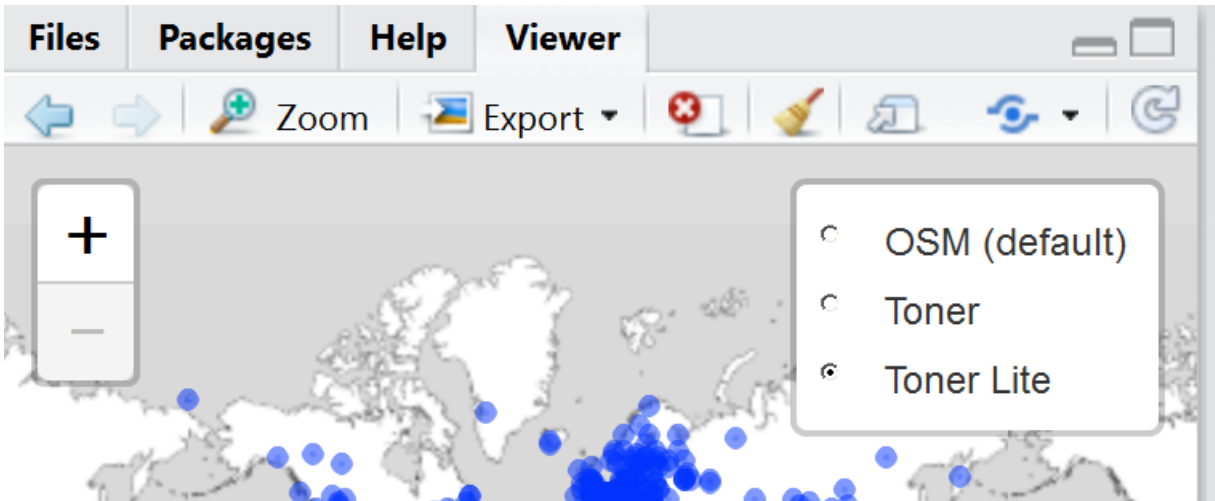 Files Packages Help Viewer
Zoom Export
+
−
OSM (default)
Toner
Toner Lite